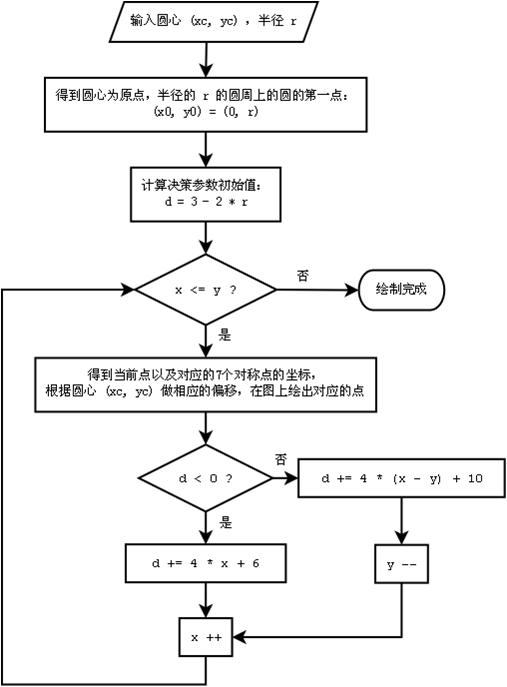 输入圆心 (xc, yc) , 半径 r
得到圆心为原点, 半径的 r 的圆周上的圆的第一点:
(x0, y0) = (0, r)
计算决策参数初始值:
d = 3 - 2 * r
x <= y ?
否
绘制完成
是
得到当前点以及对应的7个对称点的坐标,
根据圆心 (xc, yc) 做相应的偏移, 在图上绘出对应的点
d < 0 ?
否
d += 4 * (x - y) + 10
是
d += 4 * x + 6
y --
x ++